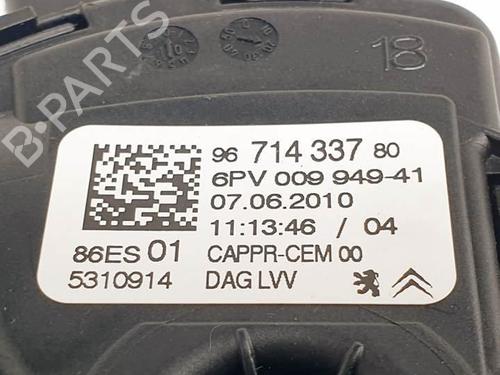 18
B-PARTS
96 714 337 80
6PV 009 949-41
07.06.2010
11:13:46 / 04
86ES 01 CAPPR-CEM 00
5310914 DAG LVV